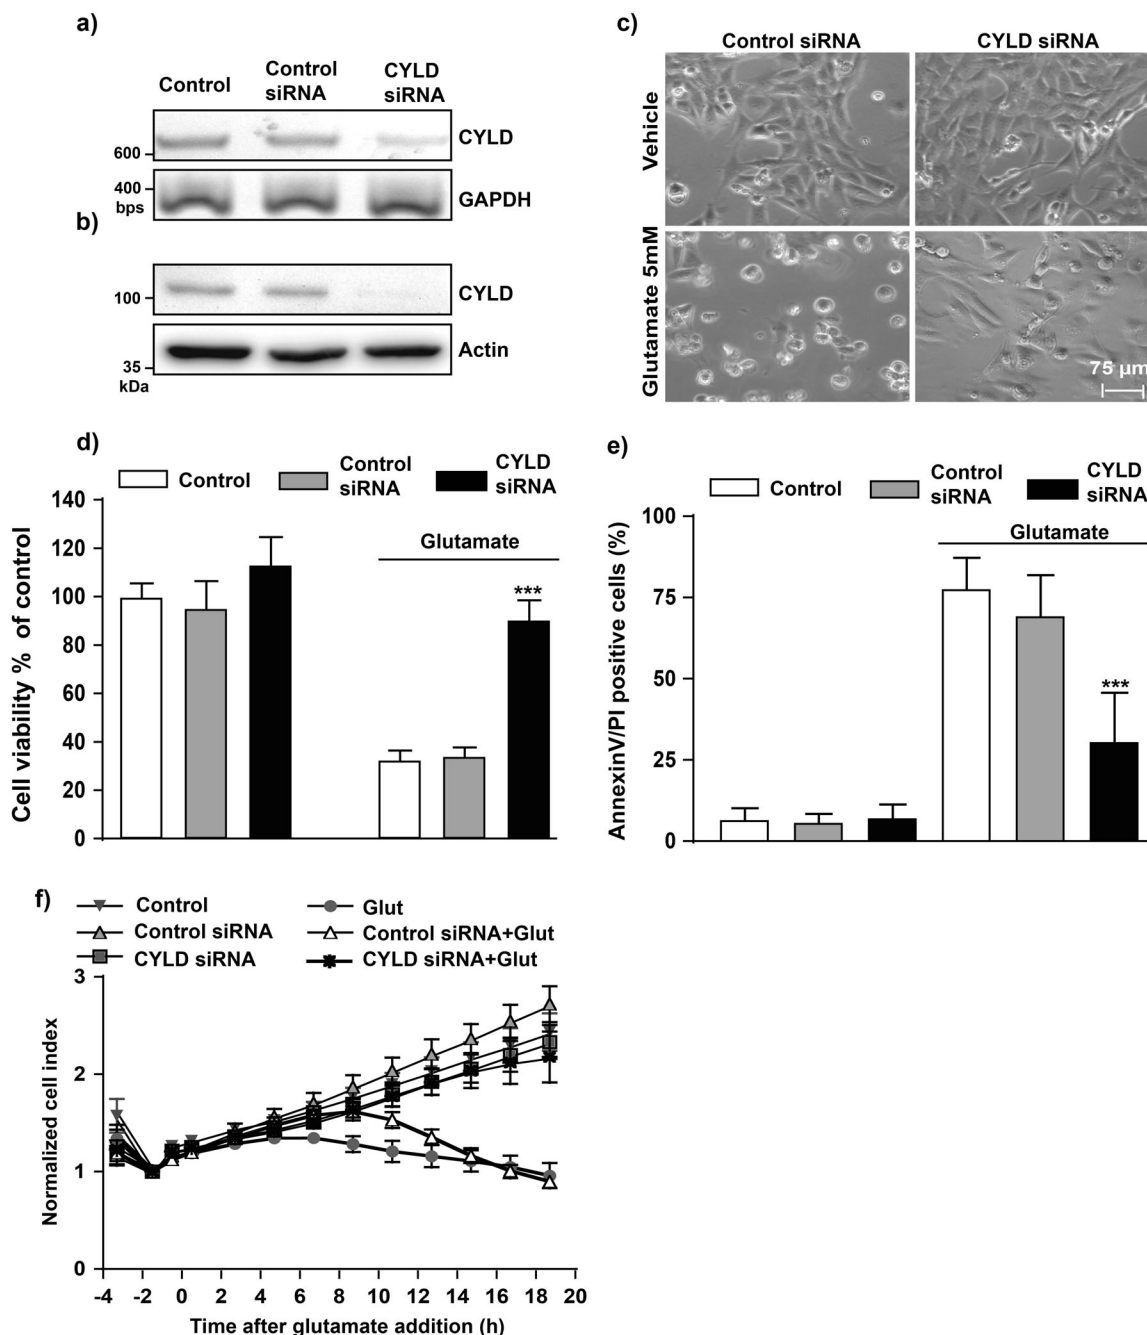 a)
Control
Control
siRNA
CYLD
siRNA
600
CYLD
400
bps
GAPDH
b)
100
CYLD
35
kDa
Actin
c)
Control siRNA
CYLD siRNA
Vehicle
Glutamate 5mM
75 µm
d)
Control
Control
siRNA
CYLD
siRNA
Cell viability % of control
140
120
100
80
60
40
20
0
Glutamate
***
e)
Control
Control
siRNA
CYLD
siRNA
AnnexinV/PI positive cells (%)
100
75
50
25
0
Glutamate
***
f)
Control
Glut
Control siRNA
Control siRNA+Glut
CYLD siRNA
CYLD siRNA+Glut
Normalized cell index
3
2
1
0
-4 -2 0 2 4 6 8 10 12 14 16 18 20
Time after glutamate addition (h)